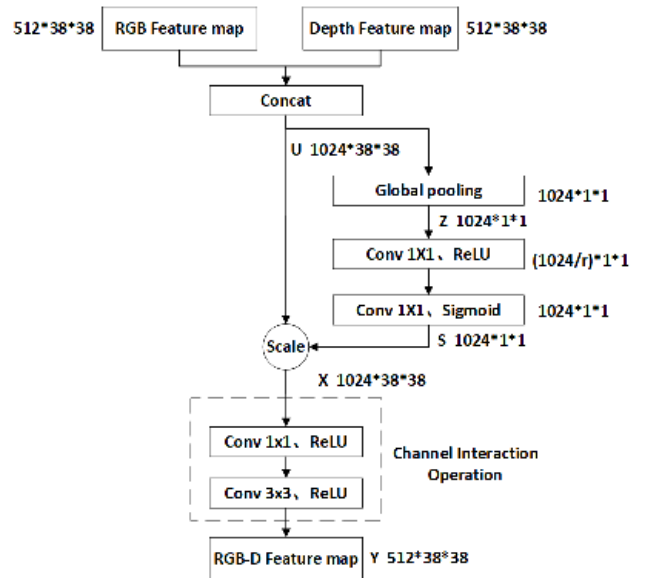 512*38*38
RGB Feature map
Depth Feature map
512*38*38
Concat
U 1024*38*38
Global pooling
1024*1*1
Z 1024*1*1
Conv 1X1、ReLU
(1024/r)*1*1
Conv 1X1、Sigmoid
1024*1*1
S 1024*1*1
Scale
X 1024*38*38
Conv 1x1、ReLU
Channel Interaction
Operation
Conv 3x3、ReLU
RGB-D Feature map
Y 512*38*38